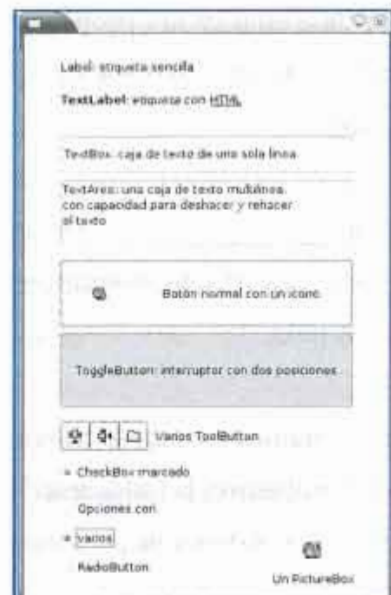 Label: etiqueta sencilla
TextLabel: etiqueta con HTML
TextBox: caja de texto de una sola linea
TextArea: una caja de texto multilinea,
con capacidad para deshacer y rehacer
el texto
Botón normal con un icono.
ToggleButton: interruptor con dos posiciones
Varios ToolButton
CheckBox marcado
Opciones con
varios
RadioButton
Un PictureBox